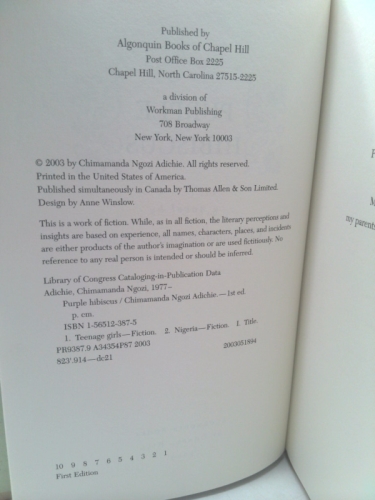 Published by
Algonquin Books of Chapel Hill
Post Office Box 2225
Chapel Hill, North Carolina 27515-2225
a division of
Workman Publishing
708 Broadway
New York, New York 10003
© 2003 by Chimamanda Ngozi Adichie. All rights reserved.
Printed in the United States of America.
Published simultaneously in Canada by Thomas Allen & Son Limited.
Design by Anne Winslow.
This is a work of fiction. While, as in all fiction, the literary perceptions and
insights are based on experience, all names, characters, places, and incidents
are either products of the author's imagination or are used fictitiously. No
reference to any real person is intended or should be inferred.
Library of Congress Cataloging-in-Publication Data
Adichie, Chimamanda Ngozi, 1977–
Purple hibiscus / Chimamanda Ngozi Adichie.—1st ed.
p. cm.
ISBN 1-56512-387-5
1. Teenage girls—Fiction. 2. Nigeria—Fiction. I. Title.
PR9387.9 A34354P87 2003
2003051894
823'.914—dc21
10 9 8 7 6 5 4 3 2 1
First Edition
my parents